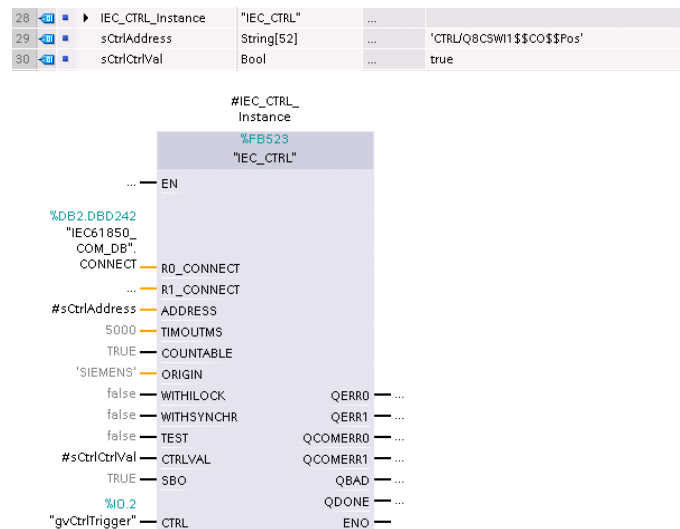 28 IEC_CTRL_Instance "IEC_CTRL" ...
29 sCtrlAddress String[52] ... 'CTRL/Q8CSWI1$$CO$$Pos'
30 sCtrlCtrlVal Bool ... true
#IEC_CTRL_
Instance
%FB523
"IEC_CTRL"
... EN
%DB2.DBD242
"IEC61850_
COM_DB".
CONNECT R0_CONNECT
... R1_CONNECT
#sCtrlAddress ADDRESS
5000 TIMOUTMS
TRUE COUNTABLE
'SIEMENS' ORIGIN
false WITHILOCK QERR0 ...
false WITHSYNCHR QERR1 ...
false TEST QCOMERR0 ...
#sCtrlCtrlVal CTRLVAL QCOMERR1 ...
TRUE SBO QBAD ...
%I0.2 QDONE ...
"gvCtrlTrigger" CTRL ENO